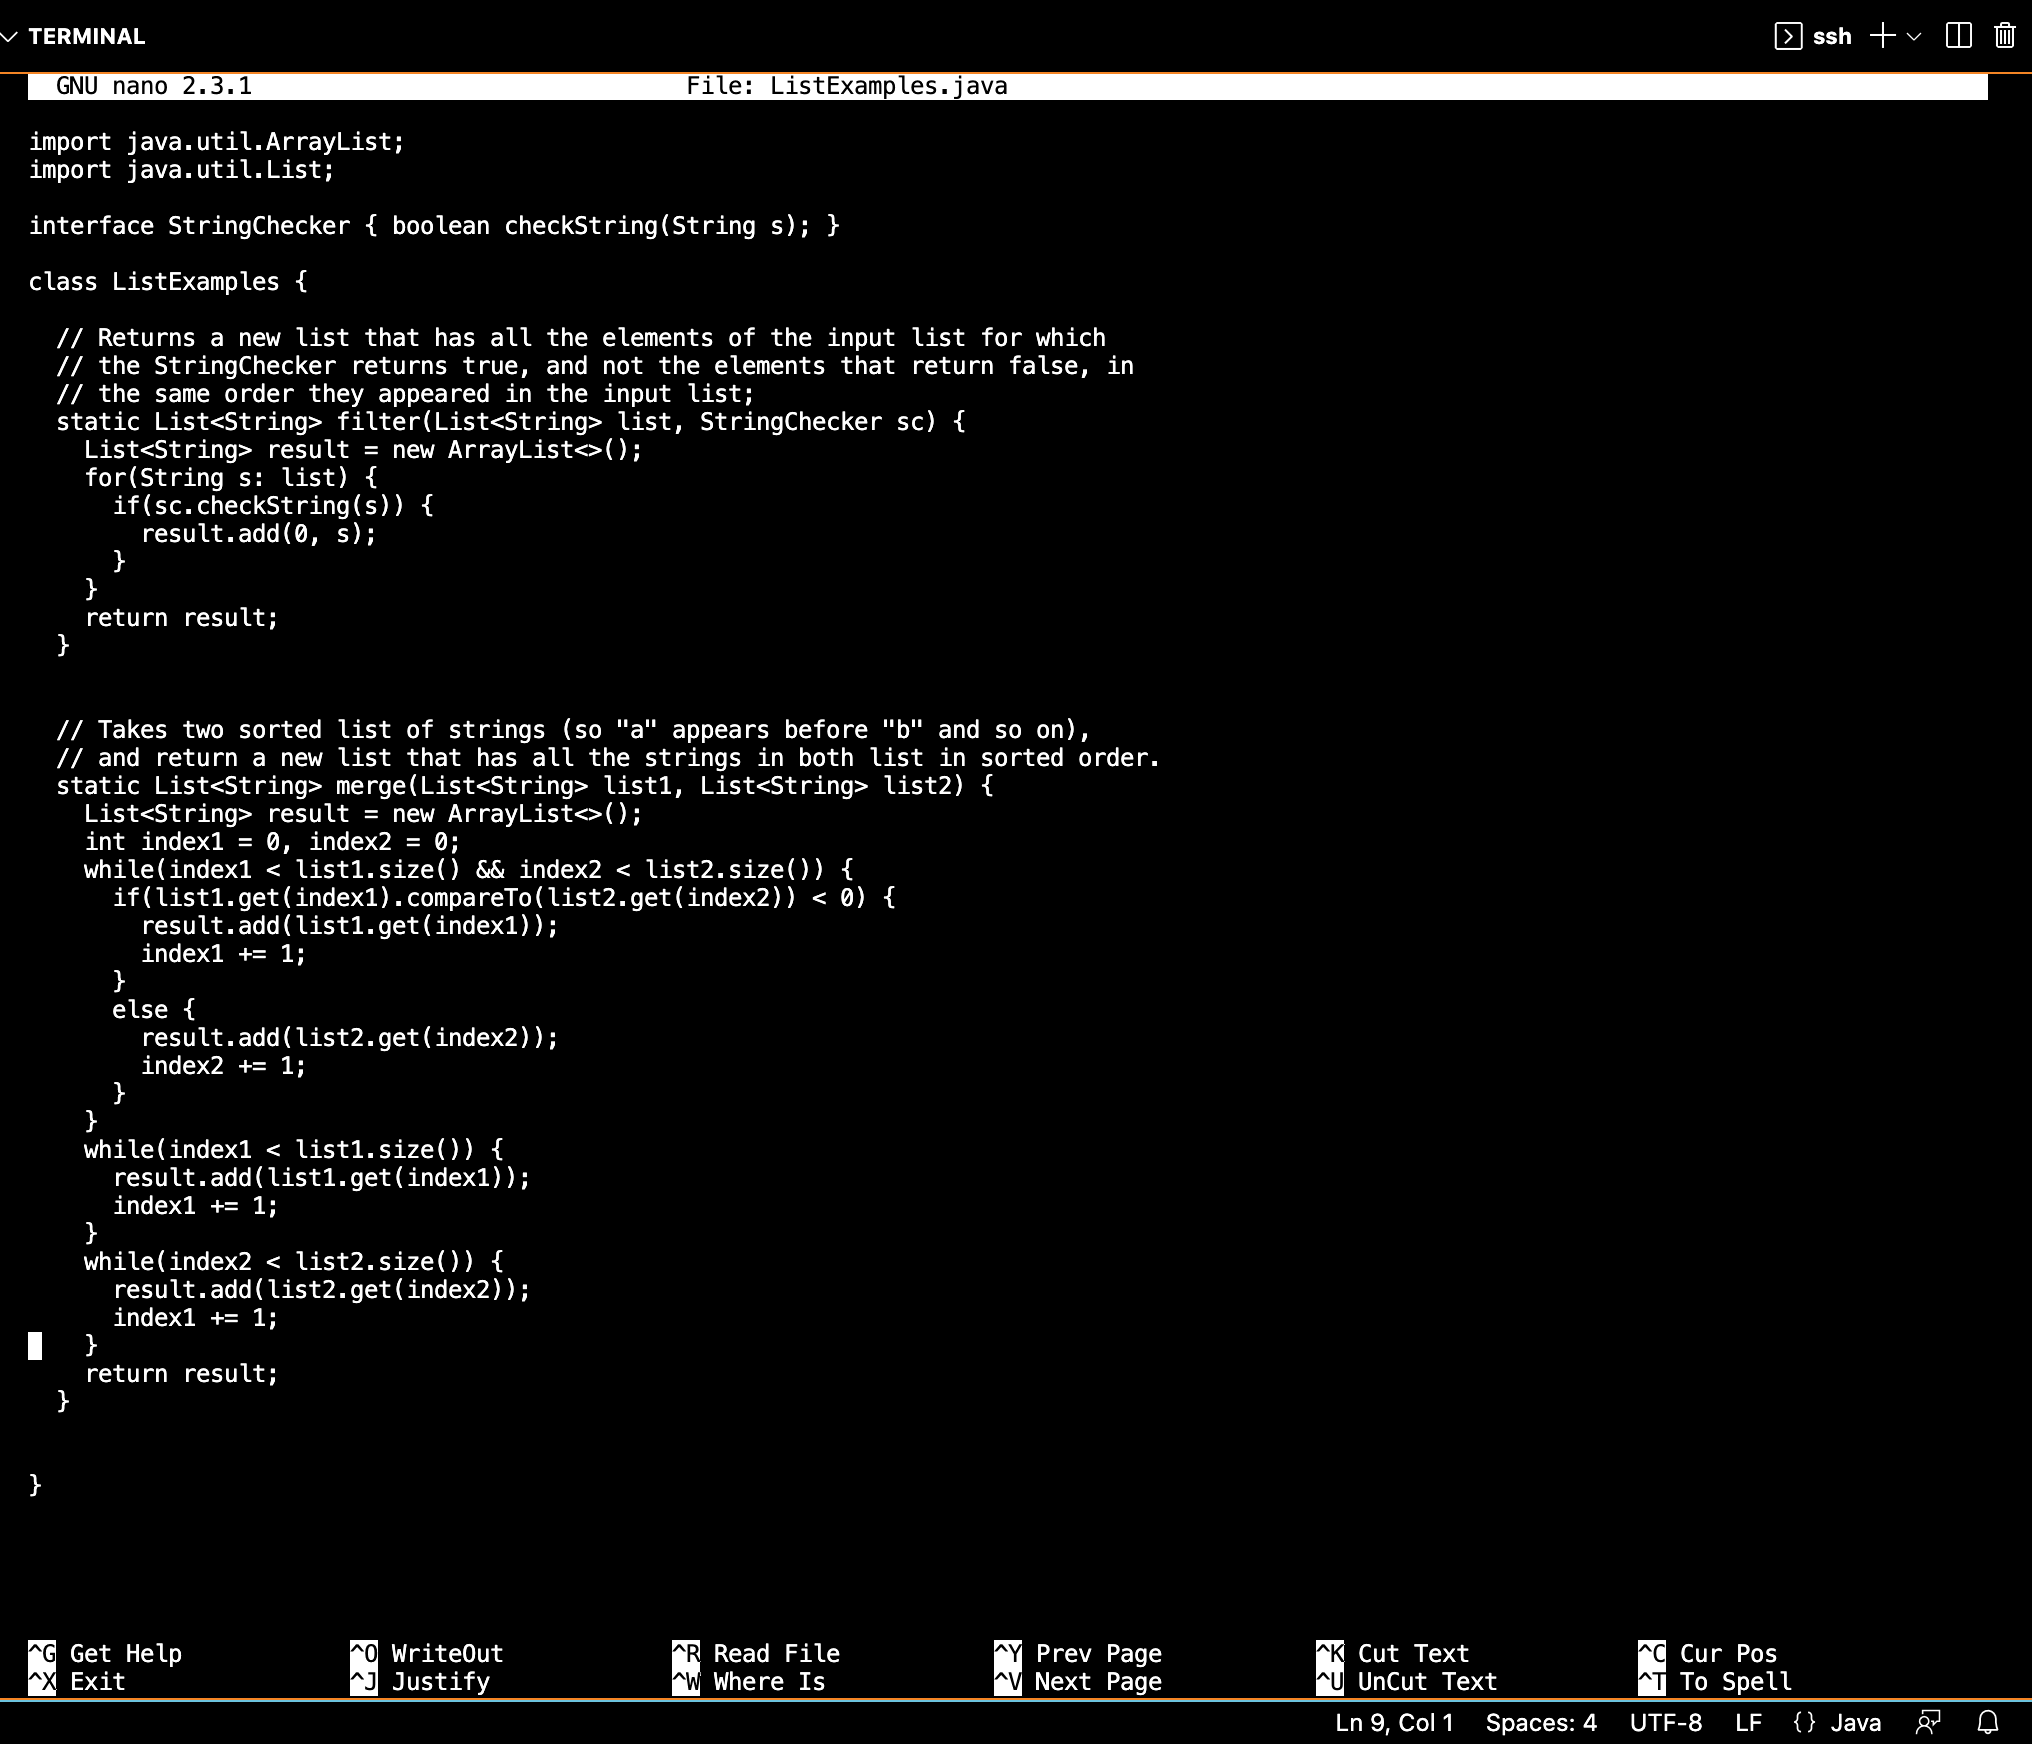 TERMINAL
ssh
GNU nano 2.3.1 File: ListExamples.java
import java.util.ArrayList;
import java.util.List;
interface StringChecker { boolean checkString(String s); }
class ListExamples {
  // Returns a new list that has all the elements of the input list for which
  // the StringChecker returns true, and not the elements that return false, in
  // the same order they appeared in the input list;
  static List<String> filter(List<String> list, StringChecker sc) {
    List<String> result = new ArrayList<>();
    for(String s: list) {
      if(sc.checkString(s)) {
        result.add(0, s);
      }
    }
    return result;
  }
  // Takes two sorted list of strings (so "a" appears before "b" and so on),
  // and return a new list that has all the strings in both list in sorted order.
  static List<String> merge(List<String> list1, List<String> list2) {
    List<String> result = new ArrayList<>();
    int index1 = 0, index2 = 0;
    while(index1 < list1.size() && index2 < list2.size()) {
      if(list1.get(index1).compareTo(list2.get(index2)) < 0) {
        result.add(list1.get(index1));
        index1 += 1;
      }
      else {
        result.add(list2.get(index2));
        index2 += 1;
      }
    }
    while(index1 < list1.size()) {
      result.add(list1.get(index1));
      index1 += 1;
    }
    while(index2 < list2.size()) {
      result.add(list2.get(index2));
      index1 += 1;
    }
    return result;
  }
}
^G Get Help ^O WriteOut ^R Read File ^Y Prev Page ^K Cut Text ^C Cur Pos
^X Exit ^J Justify ^W Where Is ^V Next Page ^U UnCut Text ^T To Spell
Ln 9, Col 1 Spaces: 4 UTF-8 LF {} Java